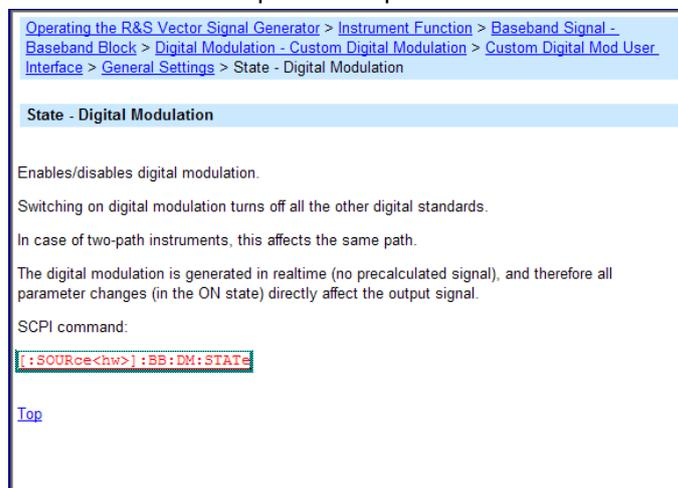 Operating the R&S Vector Signal Generator > Instrument Function > Baseband Signal -
Baseband Block > Digital Modulation - Custom Digital Modulation > Custom Digital Mod User
Interface > General Settings > State - Digital Modulation
State - Digital Modulation
Enables/disables digital modulation.
Switching on digital modulation turns off all the other digital standards.
In case of two-path instruments, this affects the same path.
The digital modulation is generated in realtime (no precalculated signal), and therefore all
parameter changes (in the ON state) directly affect the output signal.
SCPI command:
[:SOURce<hw>]:BB:DM:STATe
Top